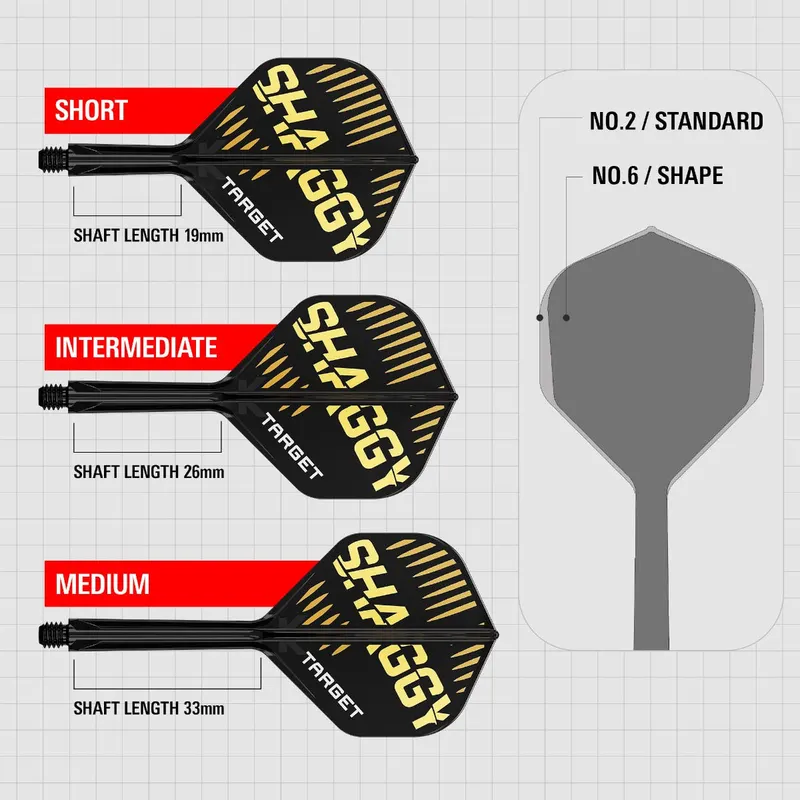 SHORT
SHAGGY
K
TARGET
SHAFT LENGTH 19mm
INTERMEDIATE
SHAGGY
K
TARGET
SHAFT LENGTH 26mm
MEDIUM
SHAGGY
K
TARGET
SHAFT LENGTH 33mm
NO.2 / STANDARD
NO.6 / SHAPE